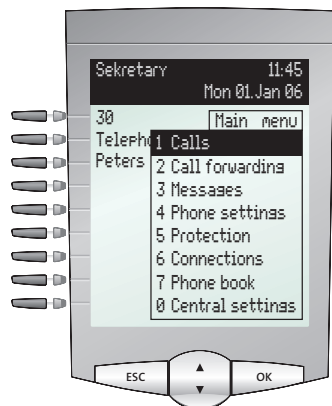 Sekretary 11:45
Mon 01.Jan 06
30 Main menu
Telepho 1 Calls
Peters 2 Call forwarding
3 Messages
4 Phone settings
5 Protection
6 Connections
7 Phone book
0 Central settings
ESC OK